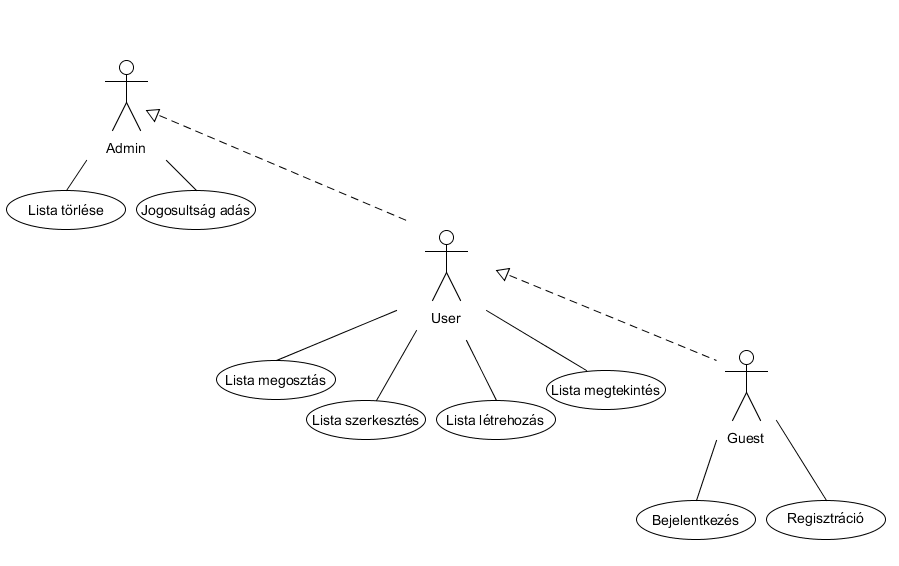 Admin
Lista törlése
Jogosultság adás
User
Lista megosztás
Lista szerkesztés
Lista létrehozás
Lista megtekintés
Guest
Bejelentkezés
Regisztráció